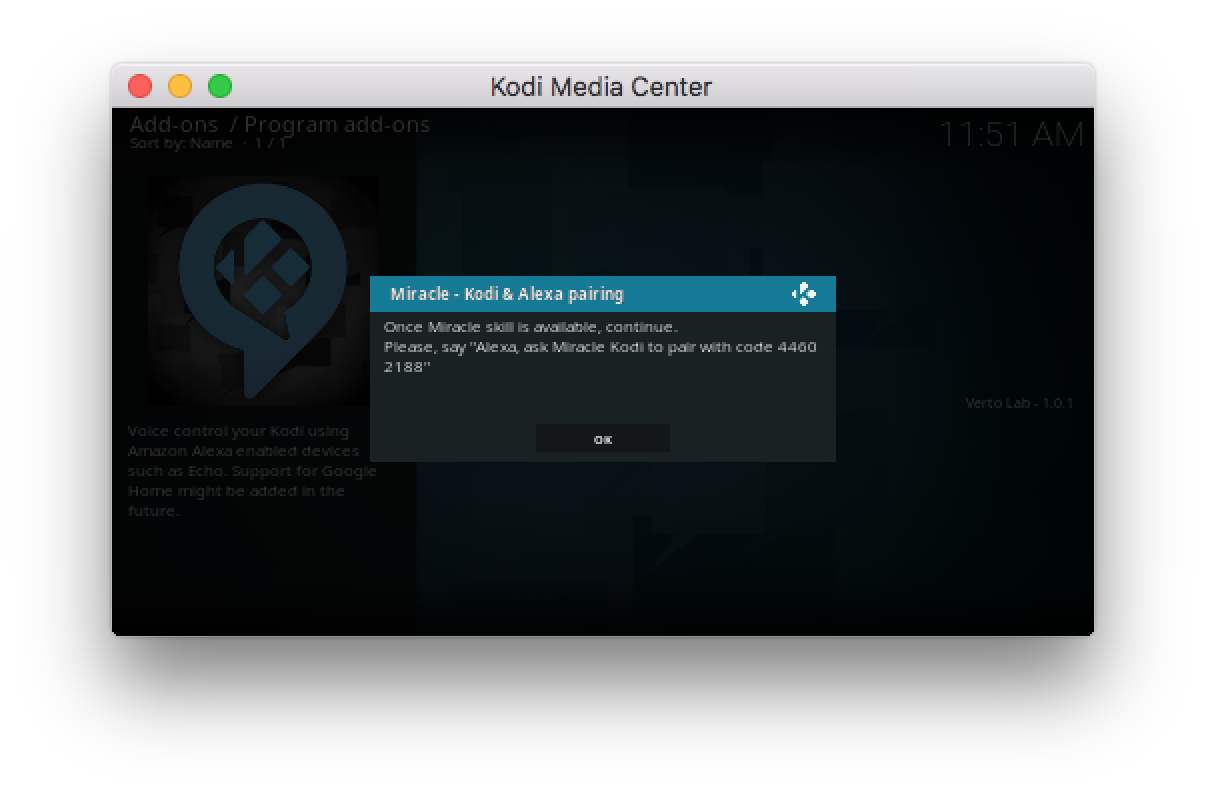 Kodi Media Center
Add-ons / Program add-ons
Sort by: Name · 1 / 1
11:51 AM
Miracle - Kodi & Alexa pairing
Once Miracle skill is available, continue.
Please, say "Alexa, ask Miracle Kodi to pair with code 4460
2188"
OK
Verto Lab - 1.0.1
Voice control your Kodi using
Amazon Alexa enabled devices
such as Echo. Support for Google
Home might be added in the
future.